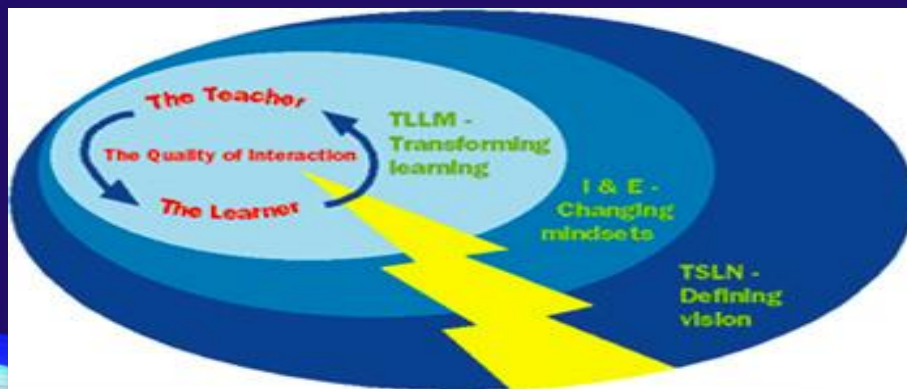 The Teacher
The Quality of Interaction
The Learner
TLLM -
Transforming
learning
I & E -
Changing
mindsets
TSLN -
Defining
vision